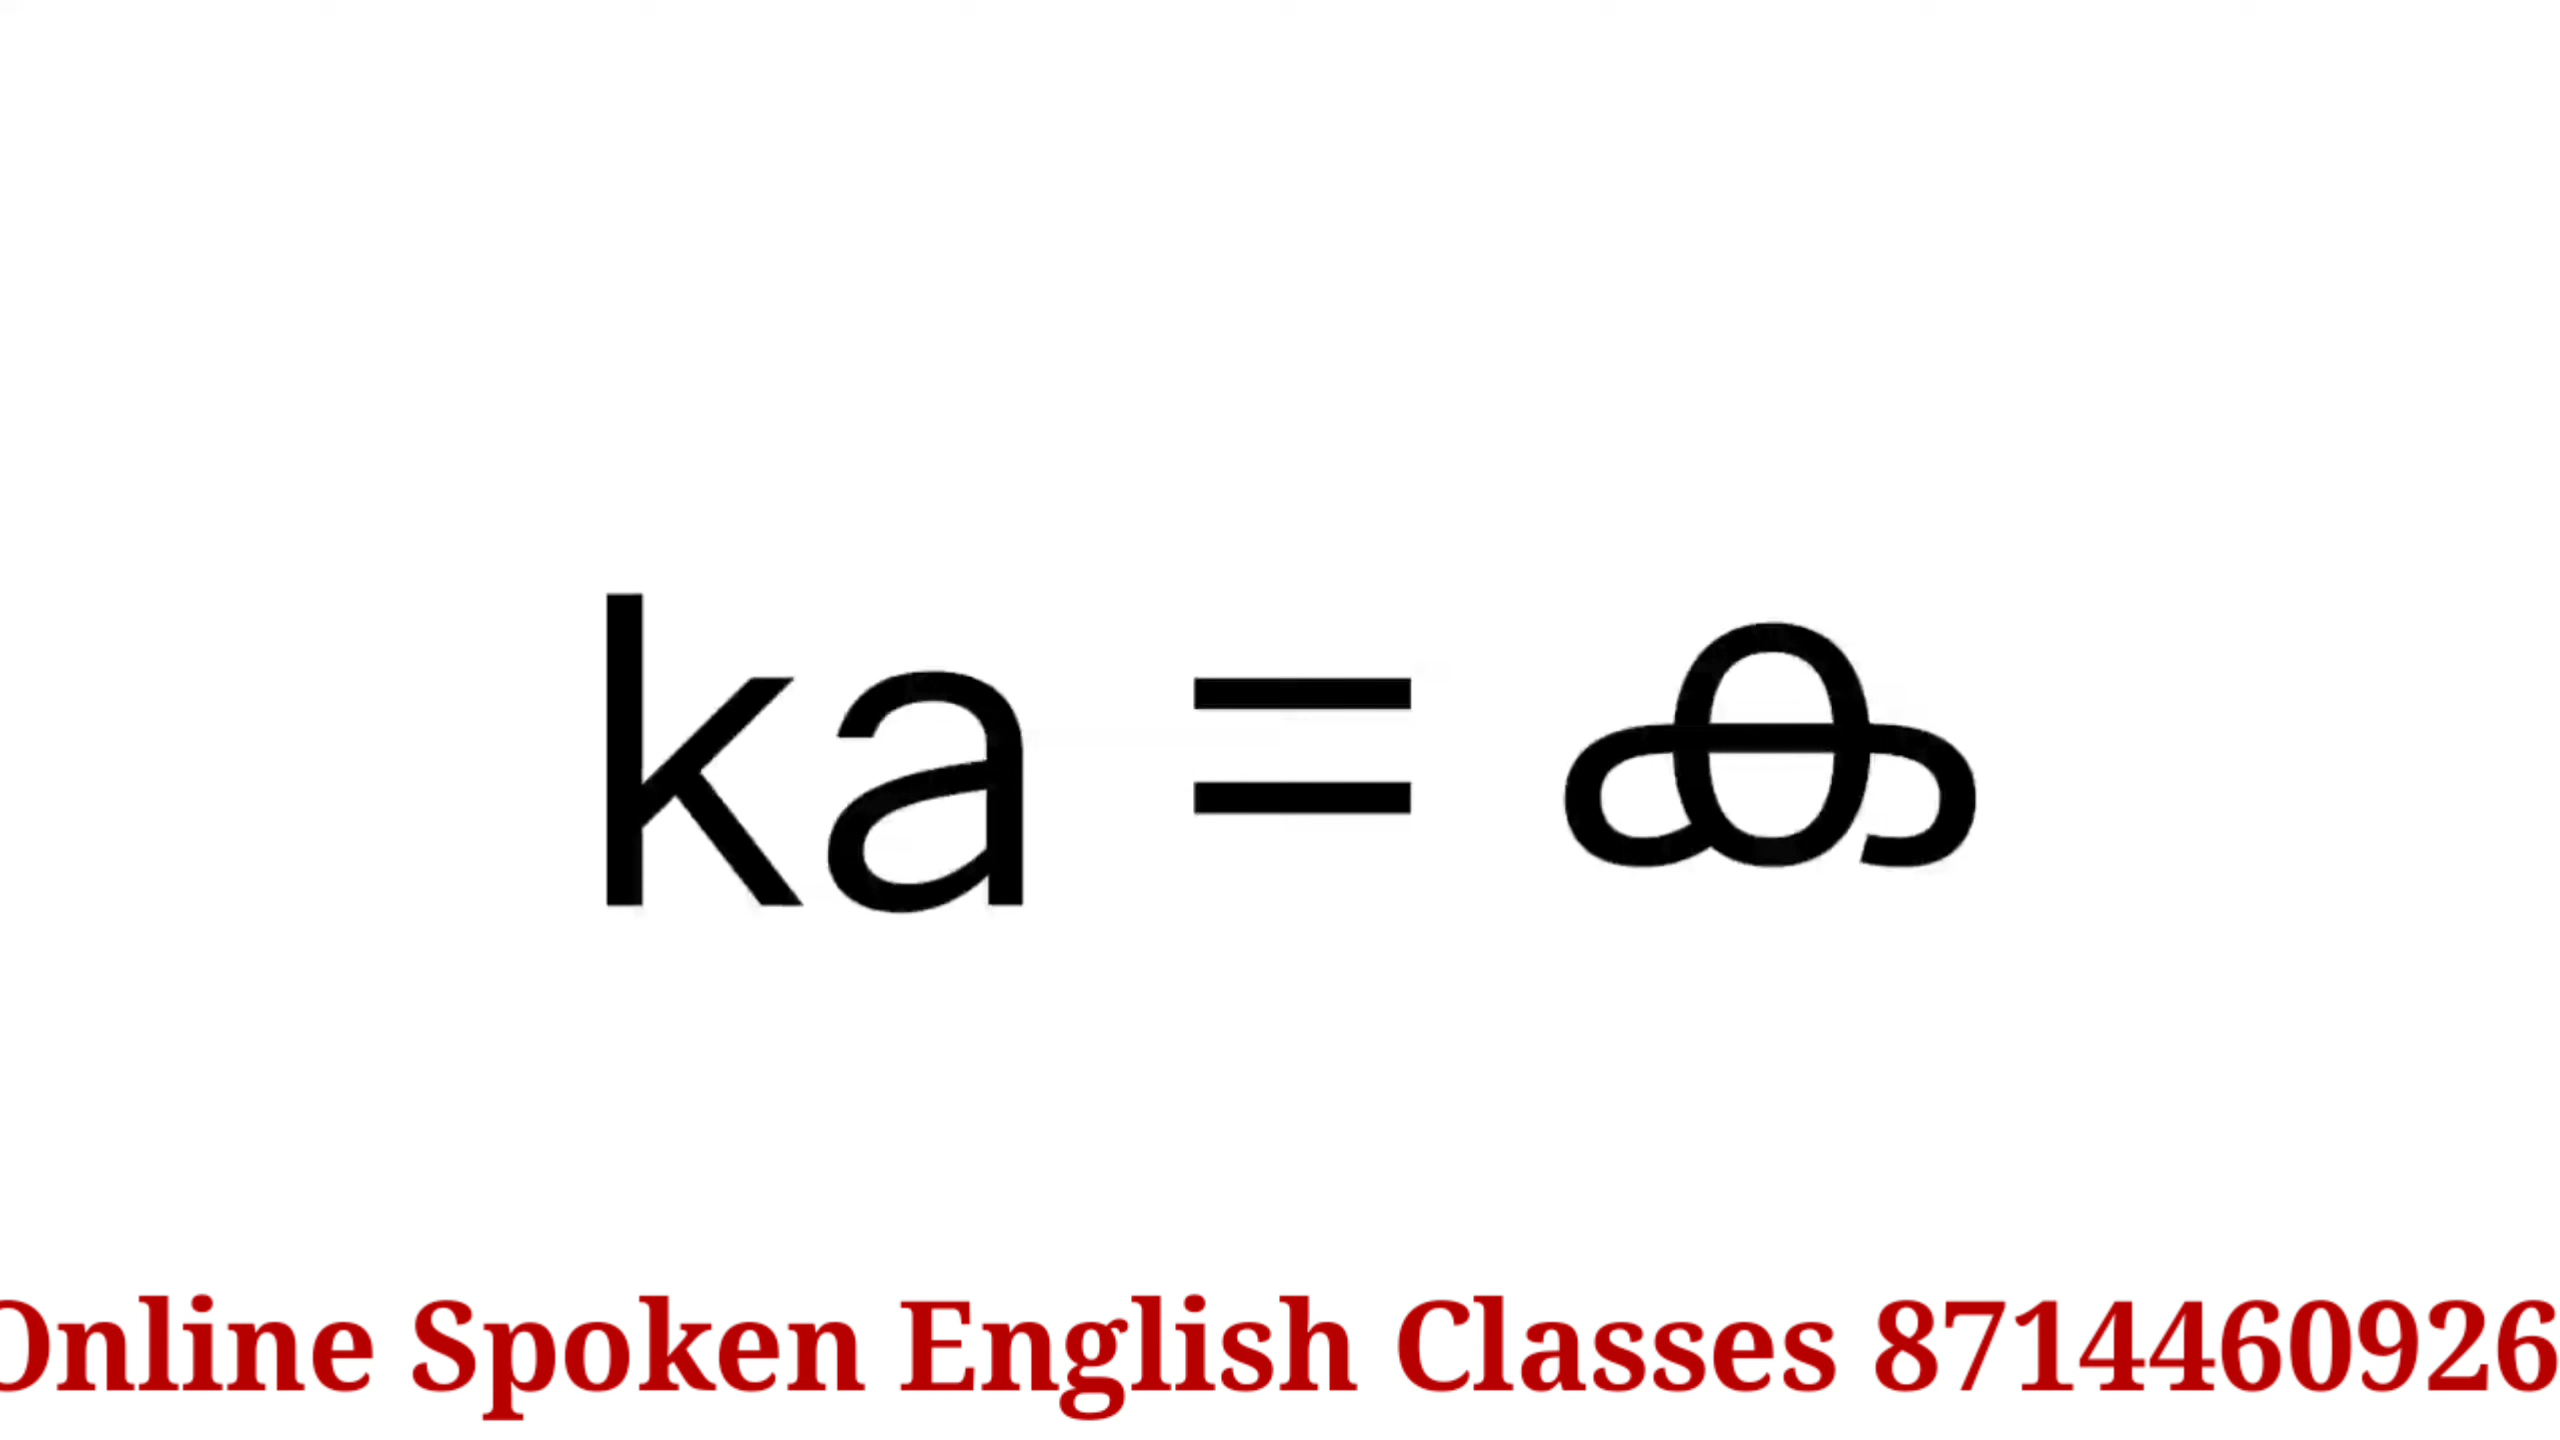 ka = ക
Online Spoken English Classes 8714460926